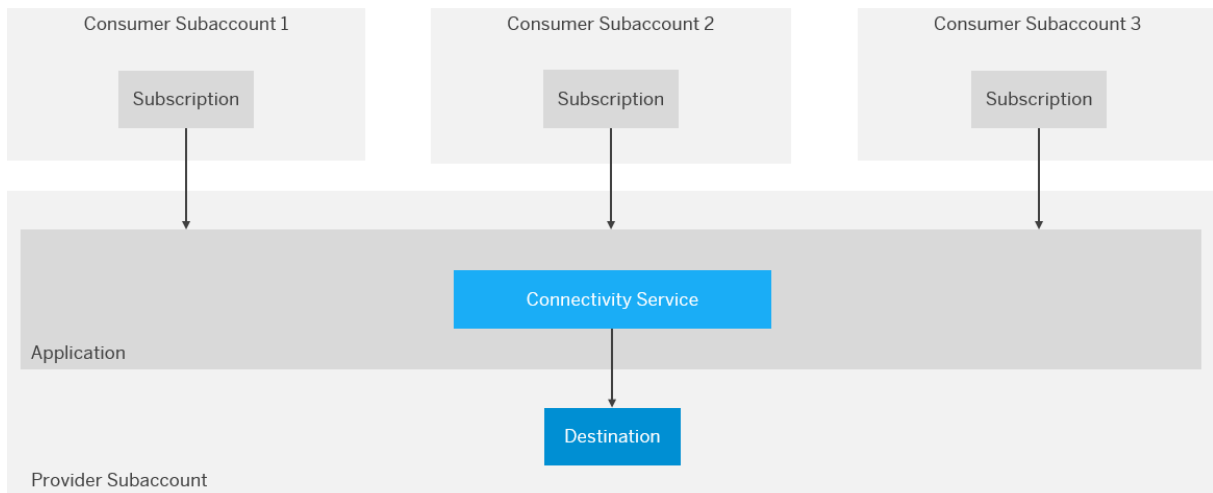 Consumer Subaccount 1
Consumer Subaccount 2
Consumer Subaccount 3
Subscription
Subscription
Subscription
Connectivity Service
Application
Destination
Provider Subaccount